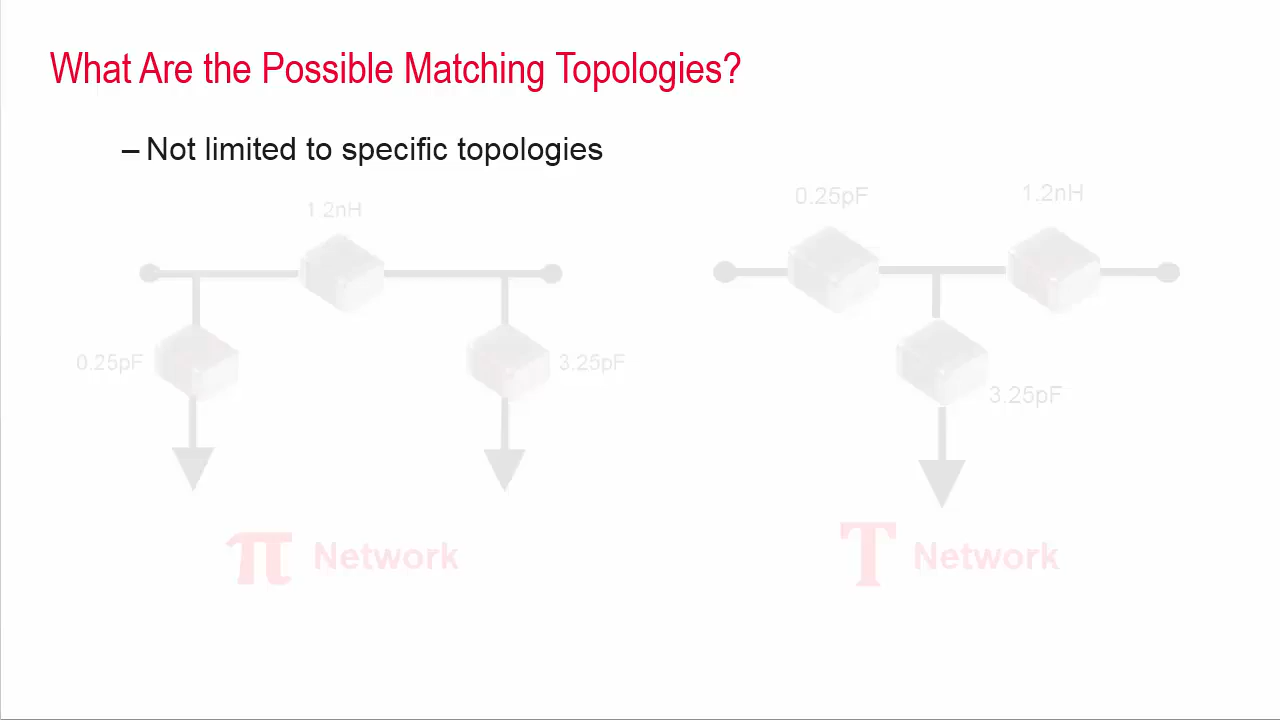 What Are the Possible Matching Topologies?
– Not limited to specific topologies
1.2nH
0.25pF
3.25pF
π Network
0.25pF
1.2nH
3.25pF
T Network